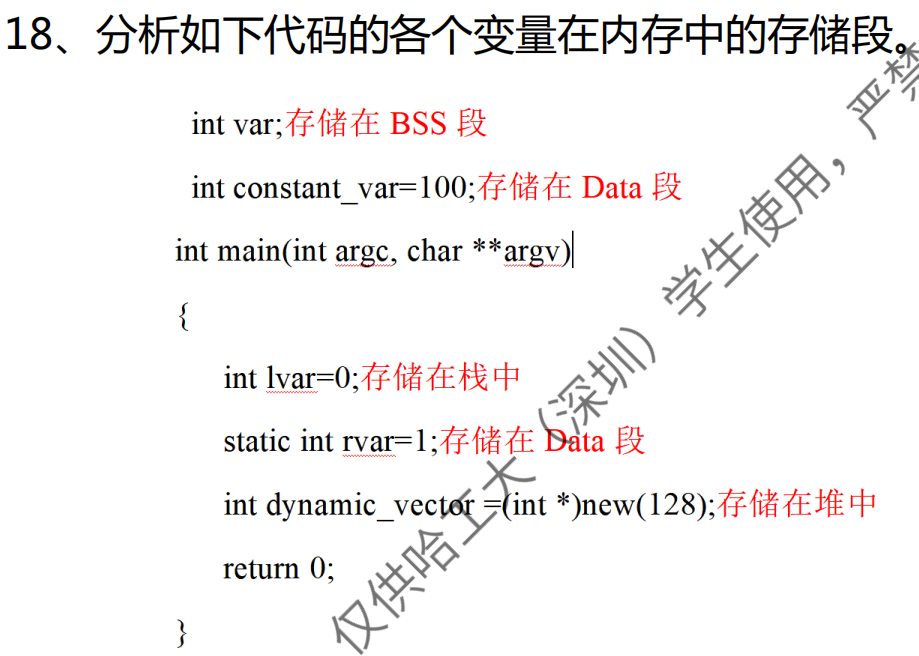 18、分析如下代码的各个变量在内存中的存储段。
int var;存储在 BSS 段
int constant_var=100;存储在 Data 段
int main(int argc, char **argv)
{
int lvar=0;存储在栈中
static int rvar=1;存储在 Data 段
int dynamic_vector =(int *)new(128);存储在堆中
return 0;
}
仅供哈工大（深圳）学生使用，严禁